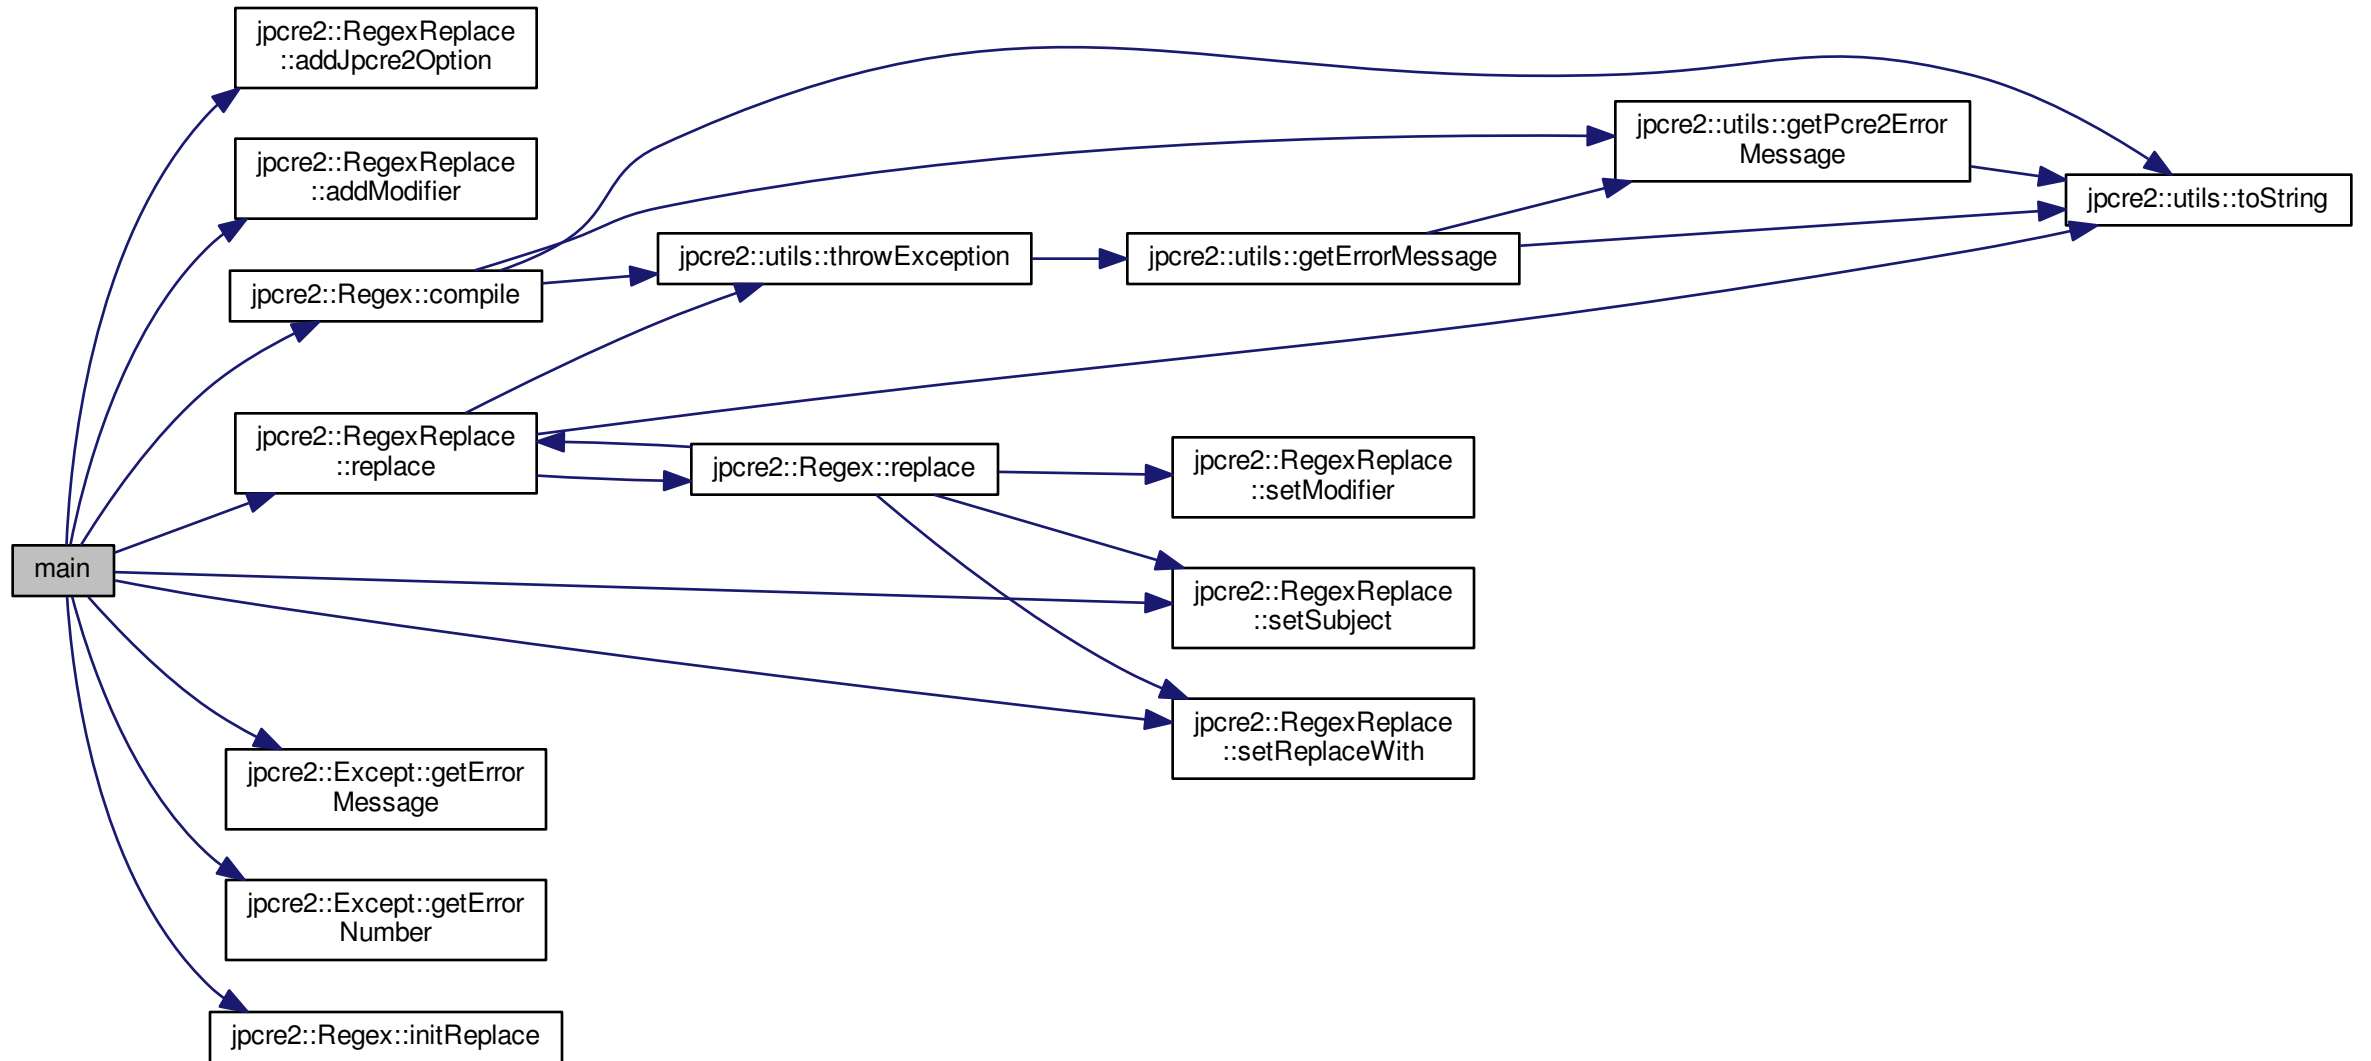 jpcre2::RegexReplace
::addJpcre2Option
jpcre2::RegexReplace
::addModifier
jpcre2::Regex::compile
jpcre2::RegexReplace
::replace
main
jpcre2::Except::getError
Message
jpcre2::Except::getError
Number
jpcre2::Regex::initReplace
jpcre2::utils::throwException
jpcre2::Regex::replace
jpcre2::utils::getErrorMessage
jpcre2::RegexReplace
::setModifier
jpcre2::RegexReplace
::setSubject
jpcre2::RegexReplace
::setReplaceWith
jpcre2::utils::getPcre2Error
Message
jpcre2::utils::toString